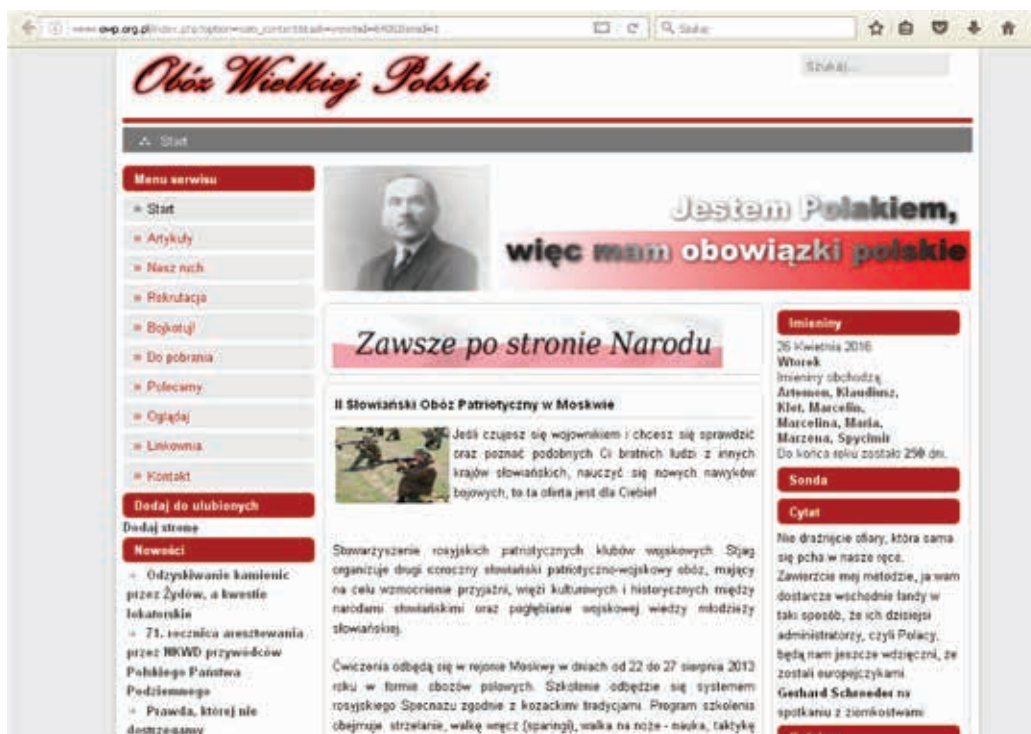 owp.org.pl
Obóz Wielkiej Polski
Szukaj...
Start
Menu serwisu
» Start
» Artykuły
» Nasz ruch
» Rekrutacja
» Bojkotuj!
» Do pobrania
» Polecamy
» Oglądaj
» Linkownia
» Kontakt
Dodaj do ulubionych
Dodaj stronę
Nowości
Odzyskiwanie kamienic
przez Żydów, a kwestie
lokatorskie
71. rocznica aresztowania
przez NKWD przywódców
Polskiego Państwa
Podziemnego
Prawda, której nie
dostrzegamy
Jestem Polakiem,
więc mam obowiązki polskie
Zawsze po stronie Narodu
II Słowiański Obóz Patriotyczny w Moskwie
Jeśli czujesz się wojownikiem i chcesz się sprawdzić
oraz poznać podobnych Ci bratnich ludzi z innych
krajów słowiańskich, nauczyć się nowych nawyków
bojowych, to ta oferta jest dla Ciebie!
Stowarzyszenie rosyjskich patriotycznych klubów wojskowych Stjag
organizuje drugi coroczny słowiański patriotyczno-wojskowy obóz, mający
na celu wzmocnienie przyjaźni, więzi kulturowych i historycznych między
narodami słowiańskimi oraz pogłębianie wojskowej wiedzy młodzieży
słowiańskiej.
Ćwiczenia odbędą się w rejonie Moskwy w dniach od 22 do 27 sierpnia 2013
roku w formie obozów polowych. Szkolenie odbędzie się systemem
rosyjskiego Specnazu zgodnie z kozackimi tradycjami. Program szkolenia
obejmuje: strzelanie, walkę wręcz (sparingi), walka na noże - nauka, taktykę
Imieniny
26 Kwietnia 2016
Wtorek
Imieniny obchodzą
Artemon, Klaudiusz,
Klet, Marcelin,
Marcelina, Maria,
Marzena, Spycimir
Do końca roku zostało 250 dni.
Sonda
Cytat
Nie drażnijcie ofiary, która sama
się pcha w nasze ręce.
Zawierzcie mej metodzie, ja wam
dostarczę wschodnie landy w
taki sposób, że ich dzisiejsi
administratorzy, czyli Polacy,
będą nam jeszcze wdzięczni, że
zostali europejczykami.
Gerhard Schroeder na
spotkaniu z ziomkostwami